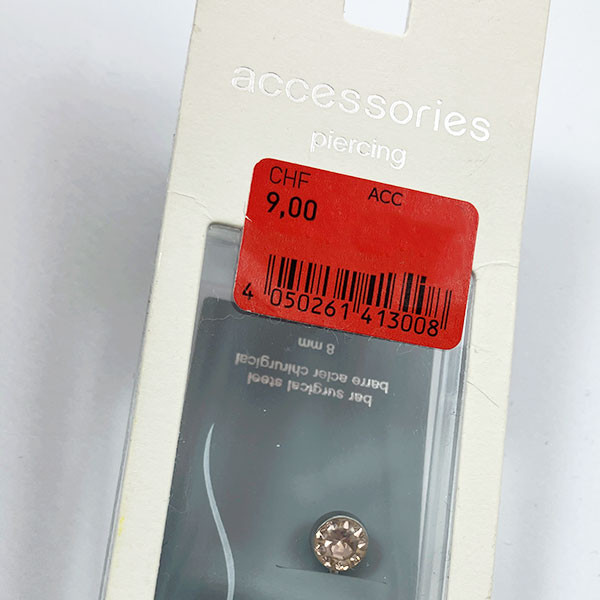 accessories
piercing
CHF ACC
9,00
4 050261 413008
bar surgical steel
barre acier chirurgical
8 mm